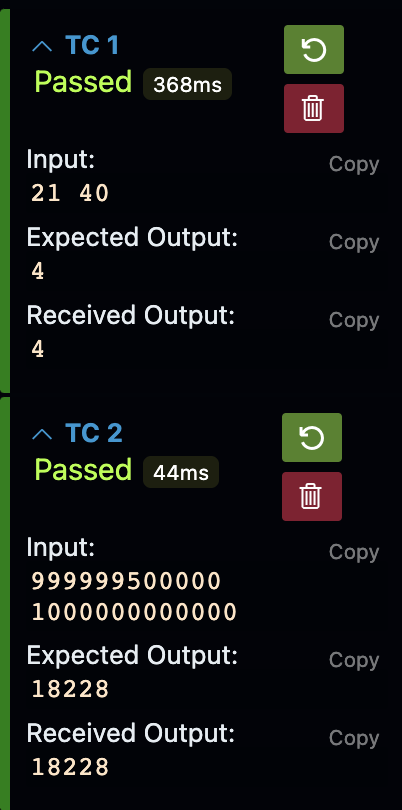 TC 1
Passed 368ms
Input:
Copy
21 40
Expected Output:
Copy
4
Received Output:
Copy
4
TC 2
Passed 44ms
Input:
Copy
999999500000
1000000000000
Expected Output:
Copy
18228
Received Output:
Copy
18228